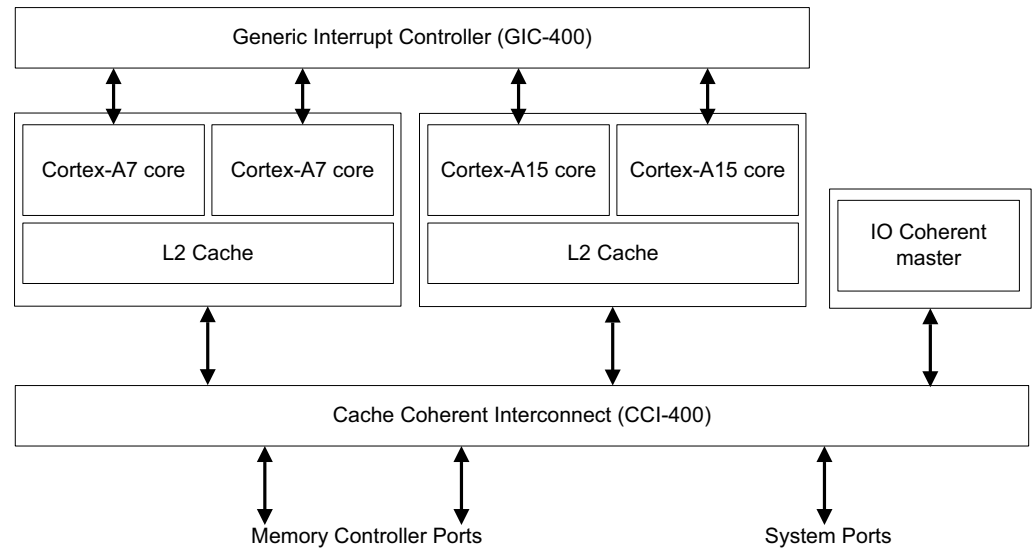 Generic Interrupt Controller (GIC-400)
Cortex-A7 core
Cortex-A7 core
Cortex-A15 core
Cortex-A15 core
L2 Cache
L2 Cache
IO Coherent
master
Cache Coherent Interconnect (CCI-400)
Memory Controller Ports
System Ports